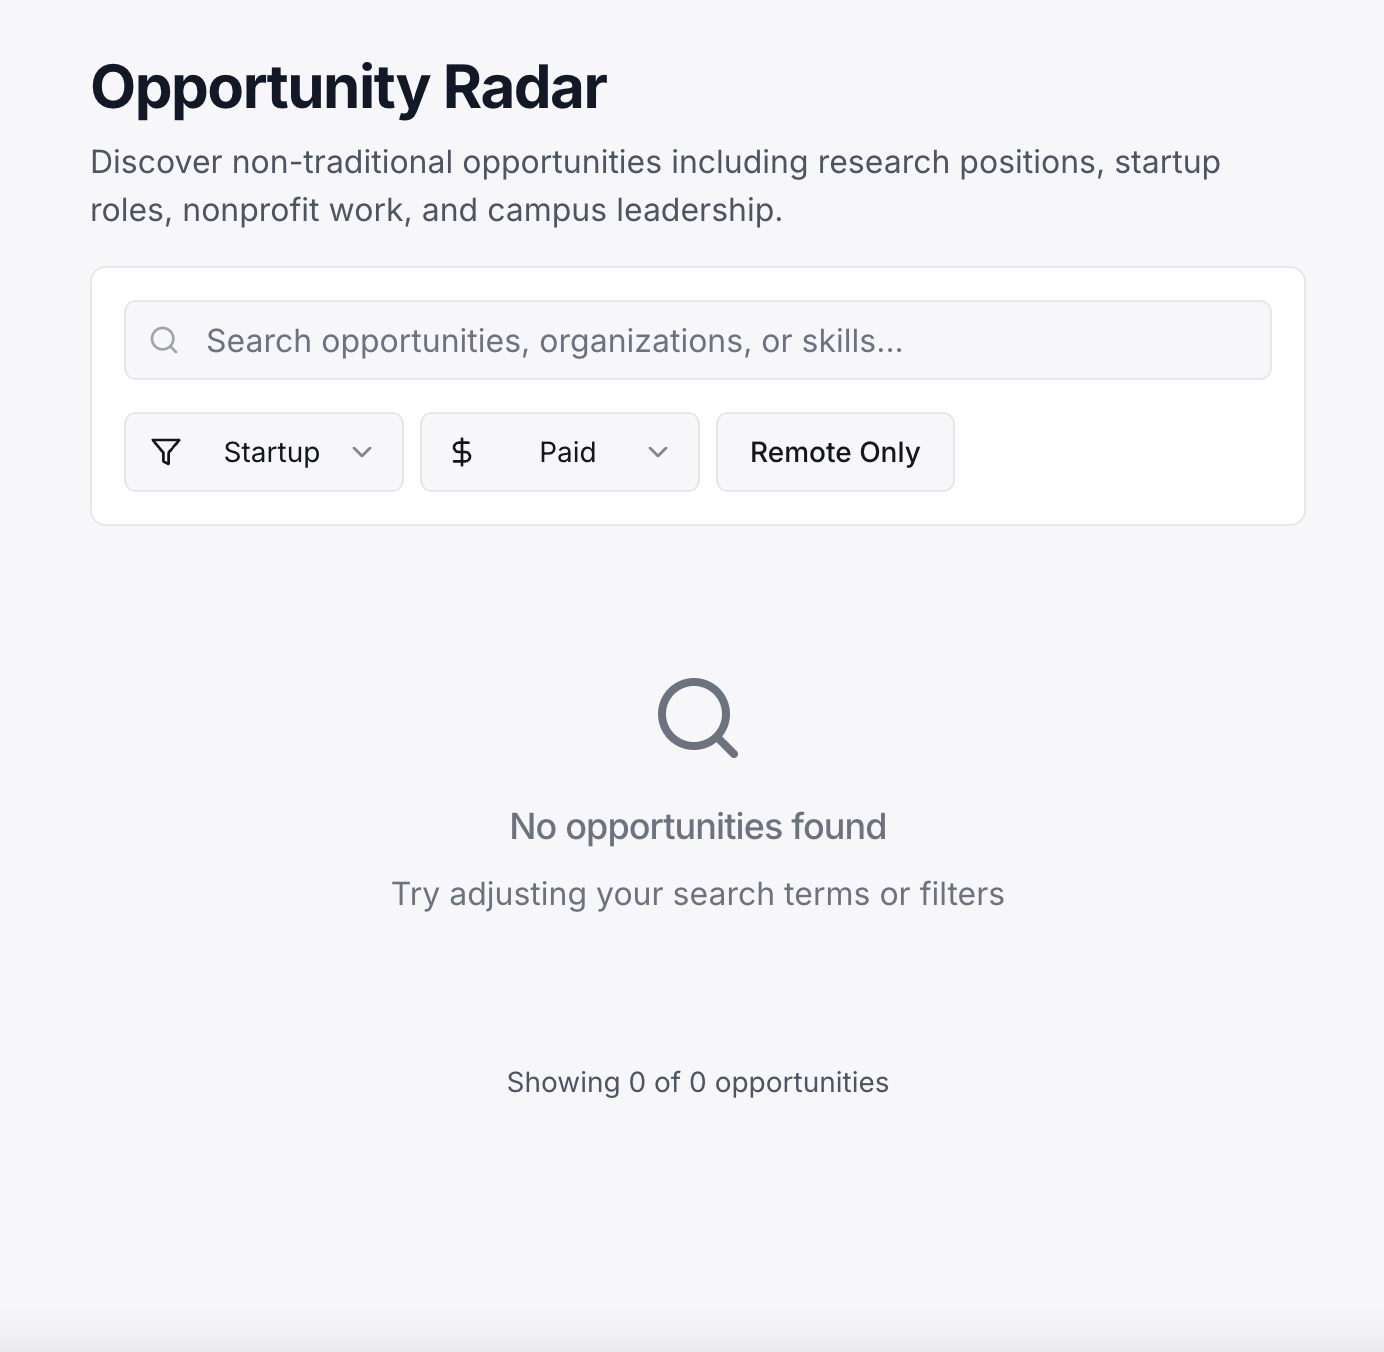 Opportunity Radar
Discover non-traditional opportunities including research positions, startup
roles, nonprofit work, and campus leadership.
Search opportunities, organizations, or skills...
Startup
Paid
Remote Only
No opportunities found
Try adjusting your search terms or filters
Showing 0 of 0 opportunities